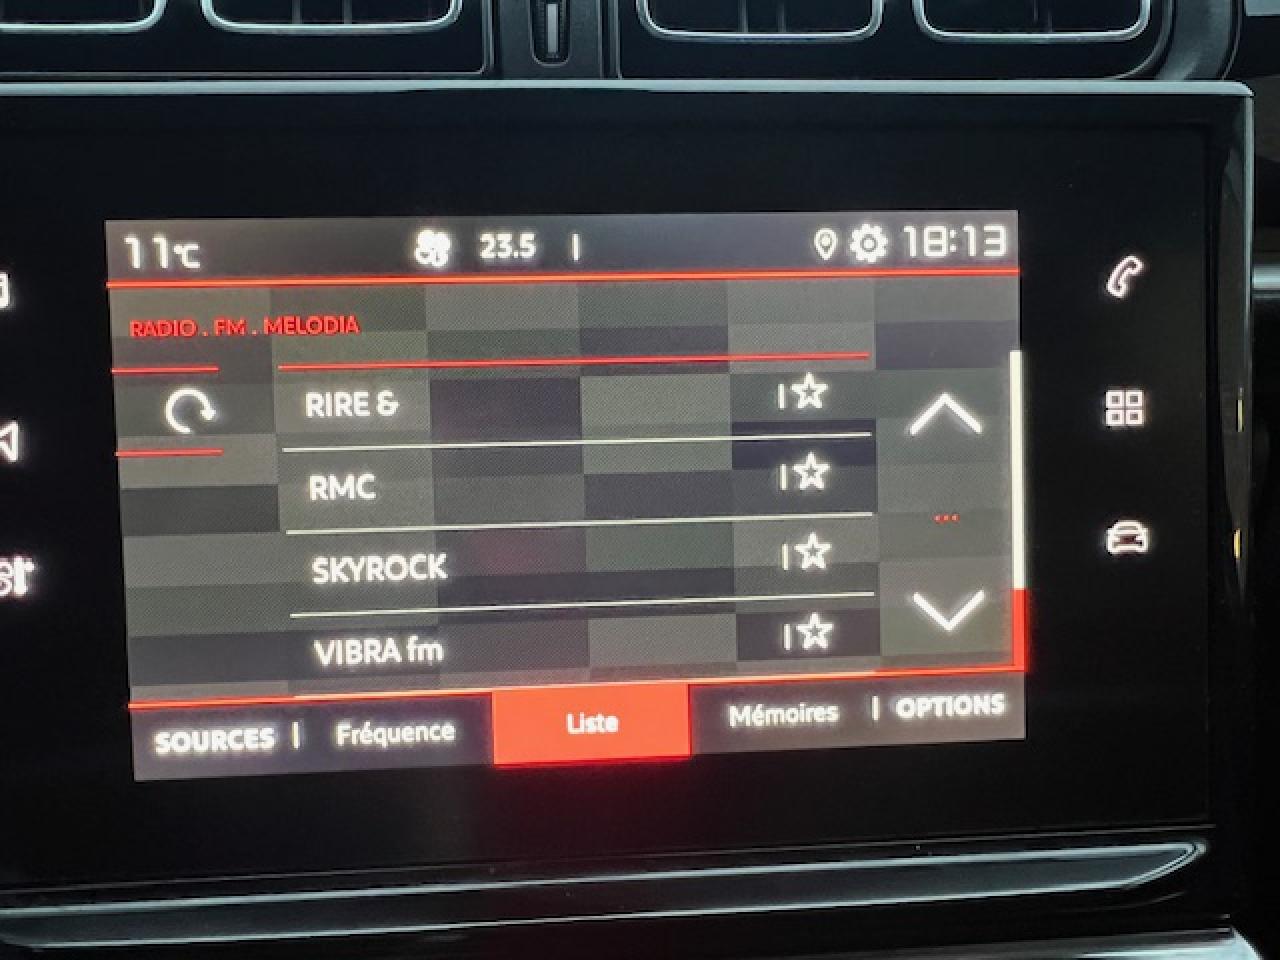 11°C 23.5 18:13
RADIO . FM . MELODIA
RIRE &
RMC
SKYROCK
VIBRA fm
SOURCES Fréquence Liste Mémoires OPTIONS